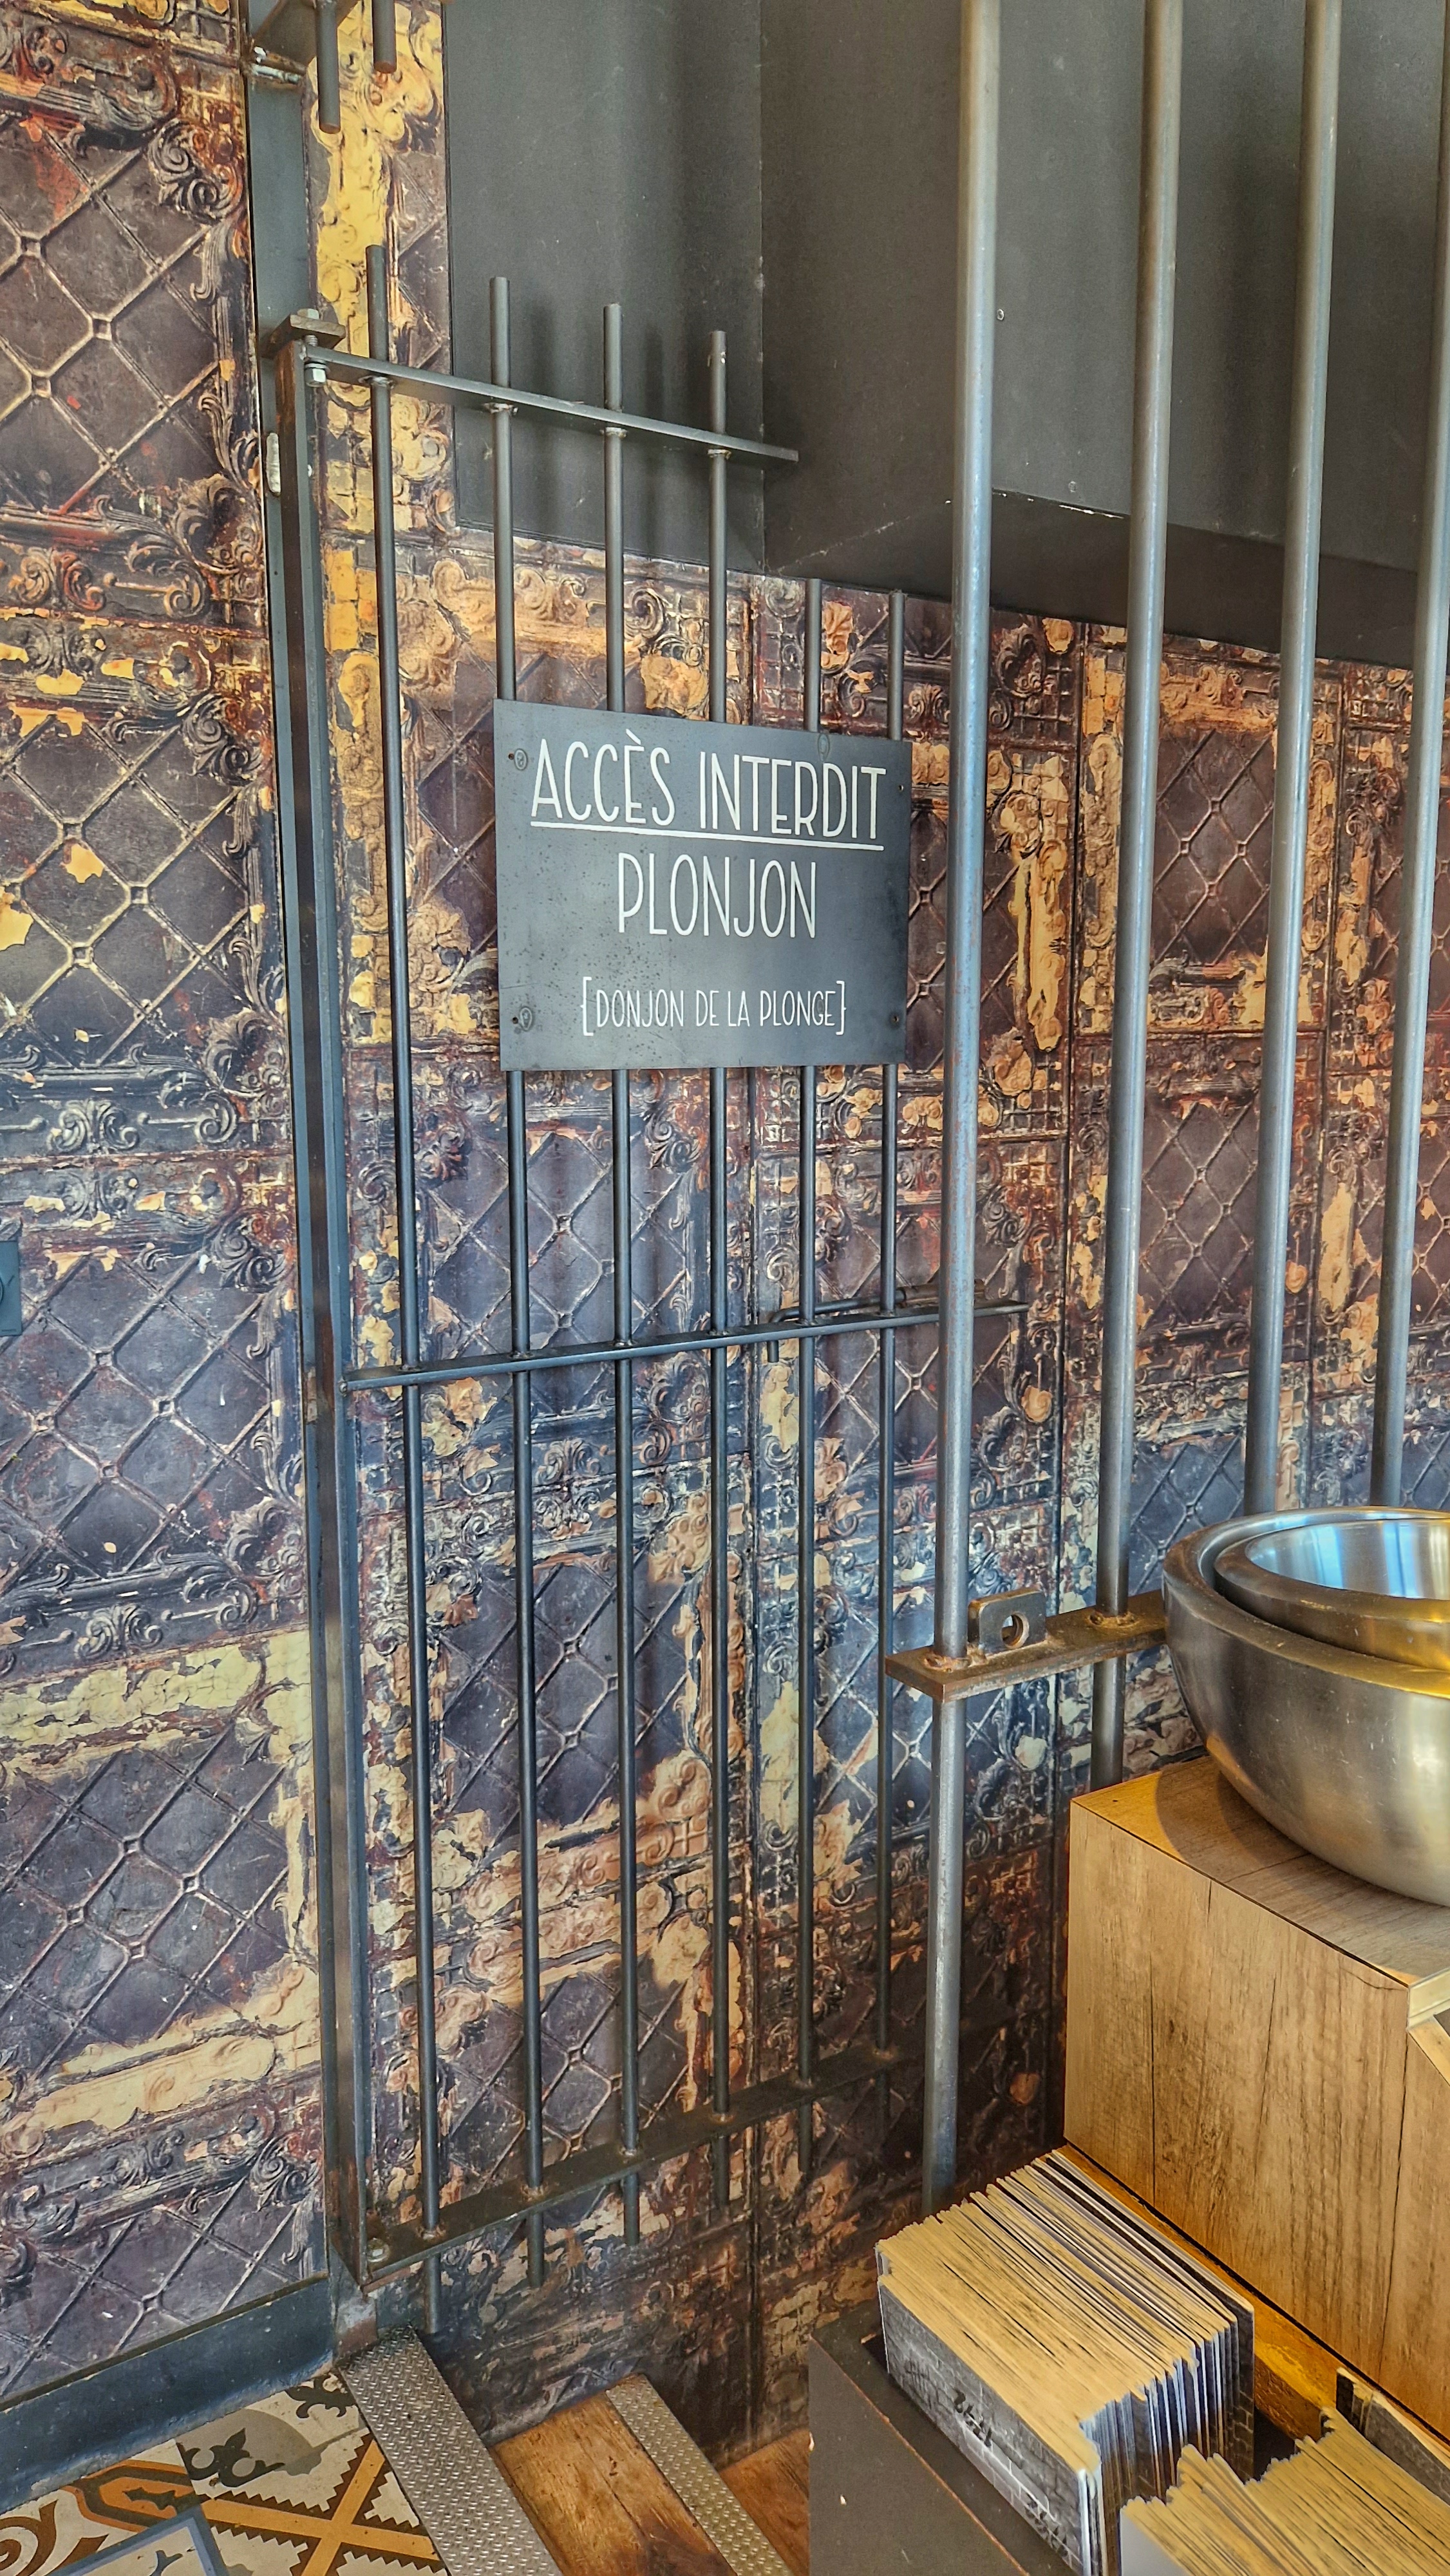 ACCÈS INTERDIT
PLONJON
[DONJON DE LA PLONGE]